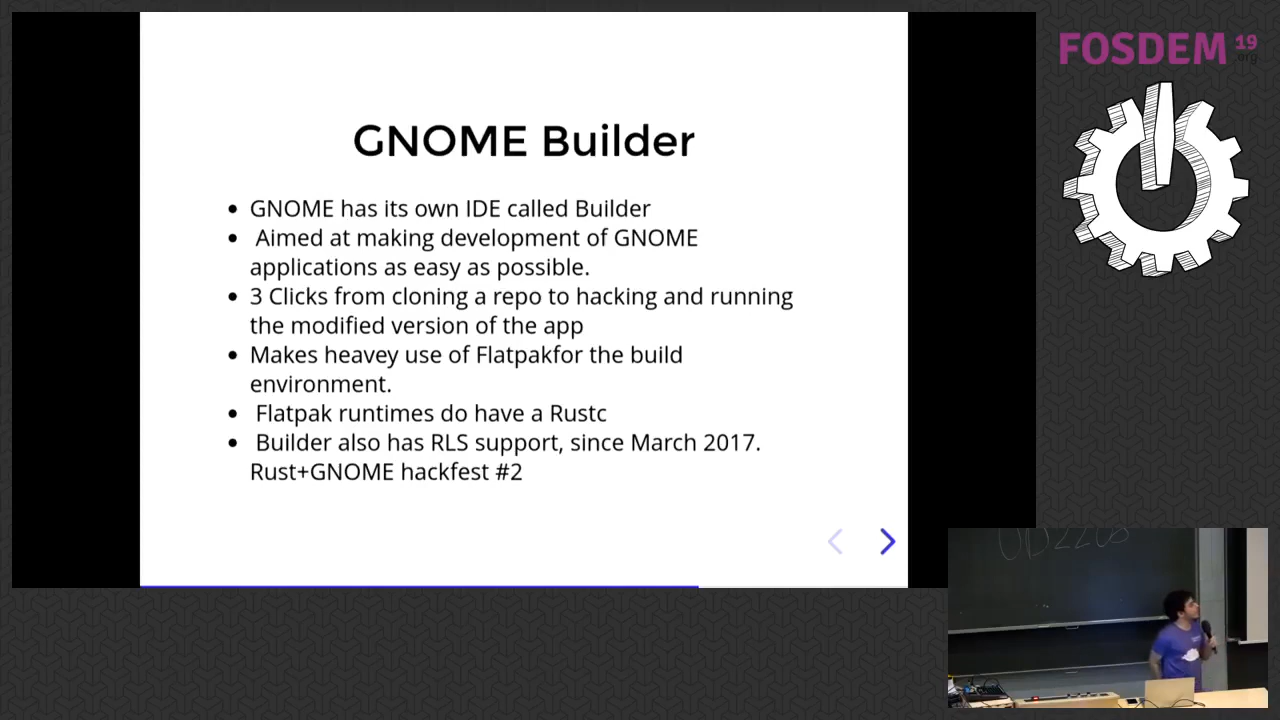 FOSDEM 19
.org
GNOME Builder
• GNOME has its own IDE called Builder
• Aimed at making development of GNOME
applications as easy as possible.
• 3 Clicks from cloning a repo to hacking and running
the modified version of the app
• Makes heavey use of Flatpakfor the build
environment.
• Flatpak runtimes do have a Rustc
• Builder also has RLS support, since March 2017.
Rust+GNOME hackfest #2